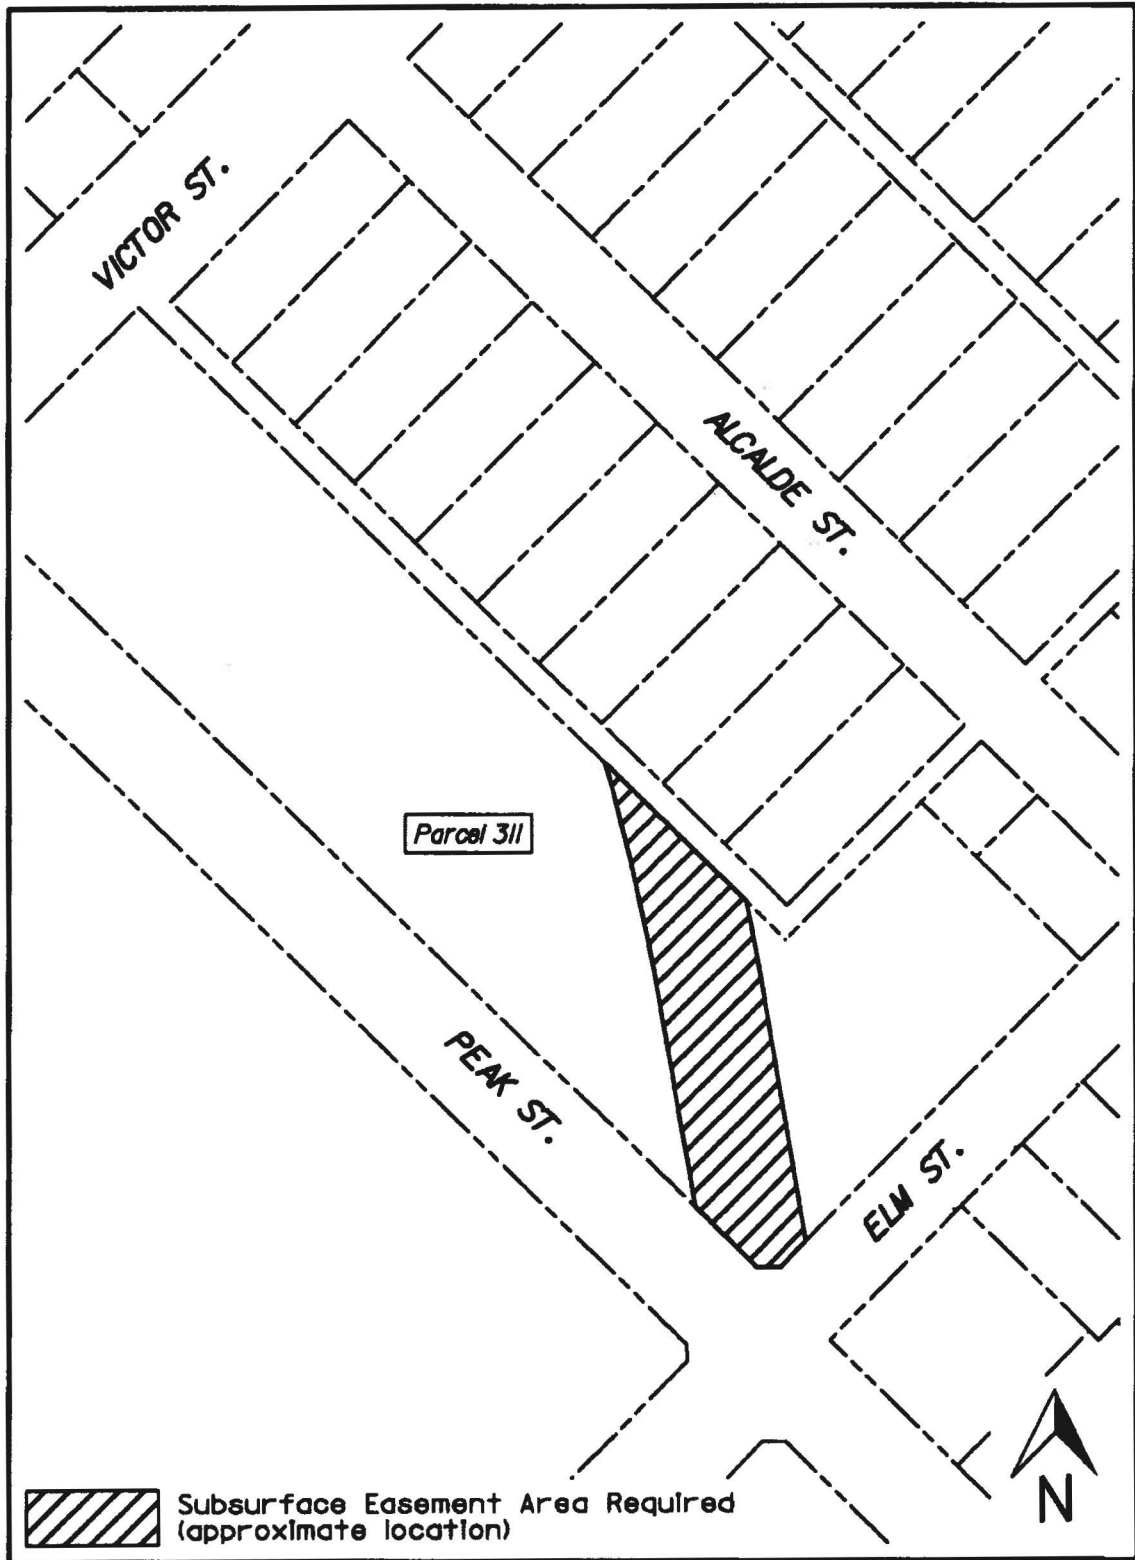 VICTOR ST.
ALCALDE ST.
Parcel 311
PEAK ST.
ELM ST.
N
Subsurface Easement Area Required
(approximate location)